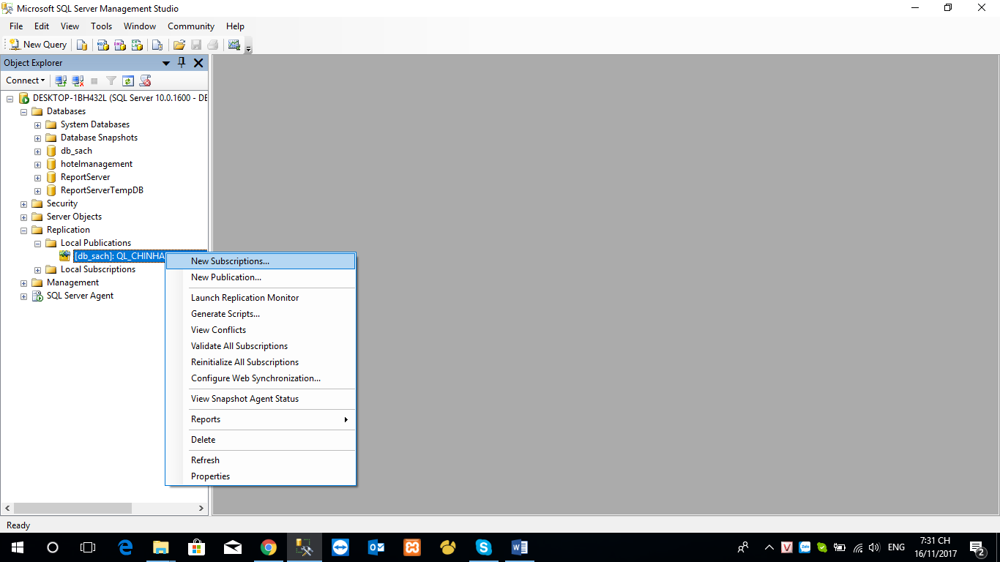 Microsoft SQL Server Management Studio
File Edit View Tools Window Community Help
New Query
Object Explorer
Connect
DESKTOP-1BH432L (SQL Server 10.0.1600 - DE
Databases
System Databases
Database Snapshots
db_sach
hotelmanagement
ReportServer
ReportServerTempDB
Security
Server Objects
Replication
Local Publications
[db_sach]: QL_CHINHA
Local Subscriptions
Management
SQL Server Agent
New Subscriptions...
New Publication...
Launch Replication Monitor
Generate Scripts...
View Conflicts
Validate All Subscriptions
Reinitialize All Subscriptions
Configure Web Synchronization...
View Snapshot Agent Status
Reports
Delete
Refresh
Properties
Ready
ENG
7:31 CH
16/11/2017
2